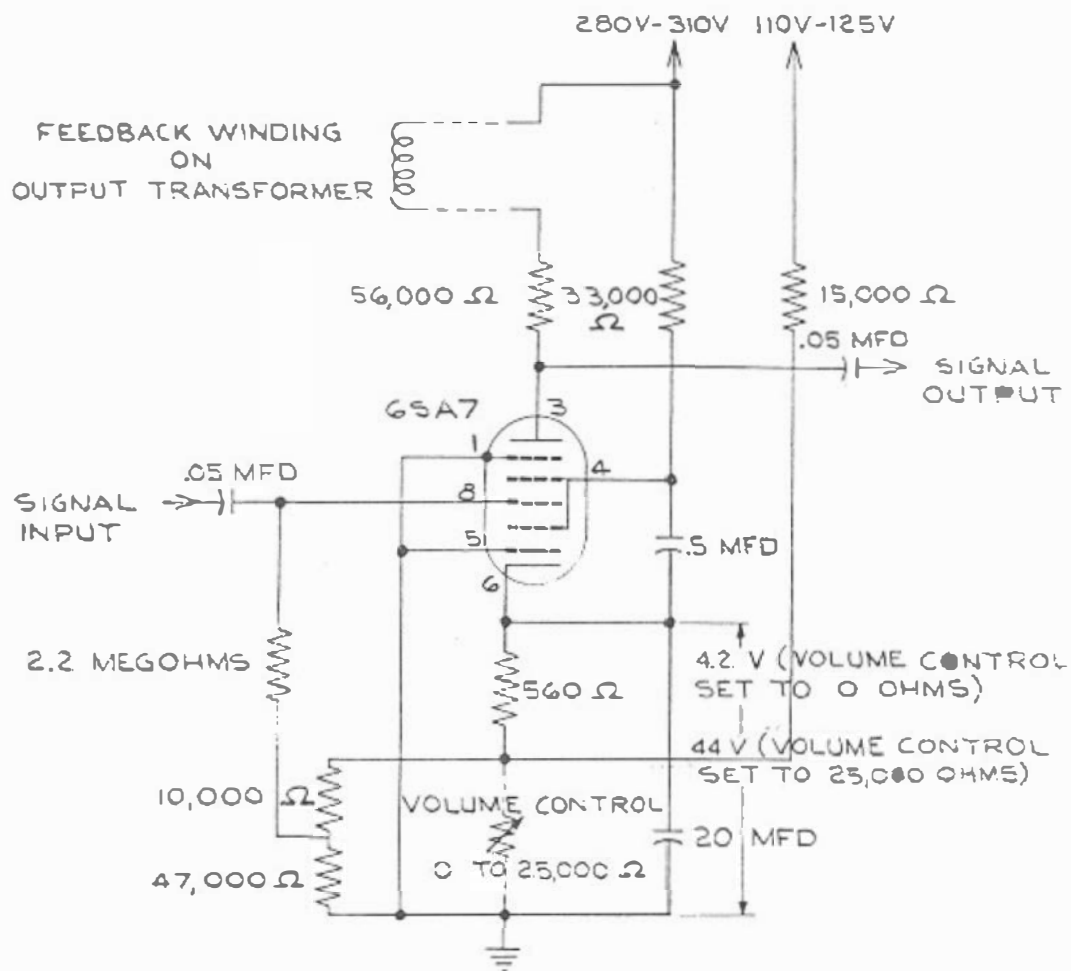 280V-310V 110V-125V
FEEDBACK WINDING
ON
OUTPUT TRANSFORMER
56,000 Ω
33,000
Ω
15,000 Ω
.05 MFD
SIGNAL
OUTPUT
6SA7
3
1
4
.05 MFD
8
SIGNAL
INPUT
5
.5 MFD
6
2.2 MEGOHMS
560 Ω
4.2 V (VOLUME CONTROL
SET TO 0 OHMS)
44 V (VOLUME CONTROL
SET TO 25,000 OHMS)
10,000 Ω
VOLUME CONTROL
0 TO 25,000 Ω
20 MFD
47,000 Ω